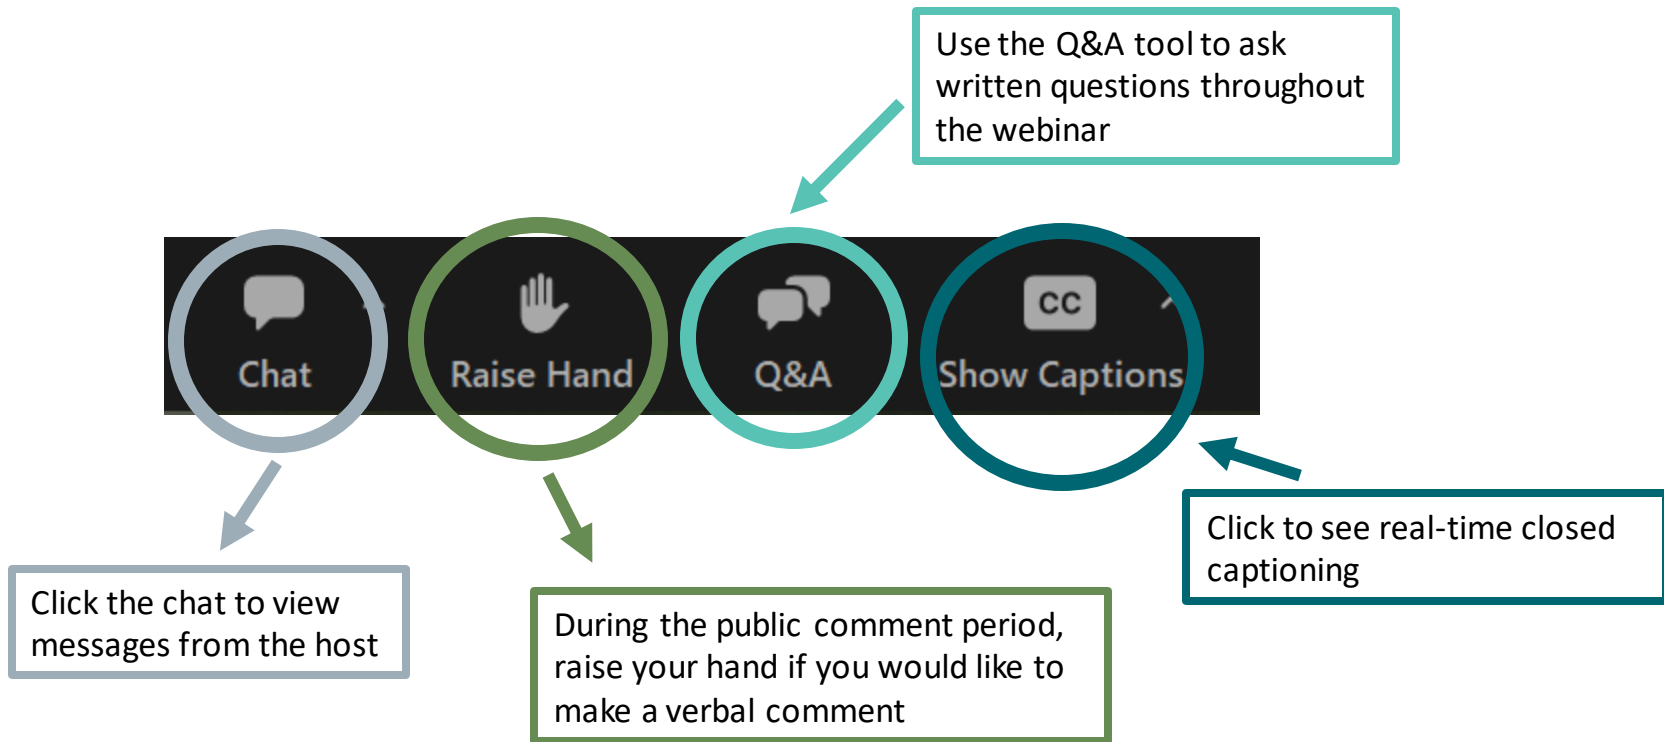 Use the Q&A tool to ask
written questions throughout
the webinar
Chat
Raise Hand
Q&A
CC
Show Captions
Click the chat to view
messages from the host
During the public comment period,
raise your hand if you would like to
make a verbal comment
Click to see real-time closed
captioning